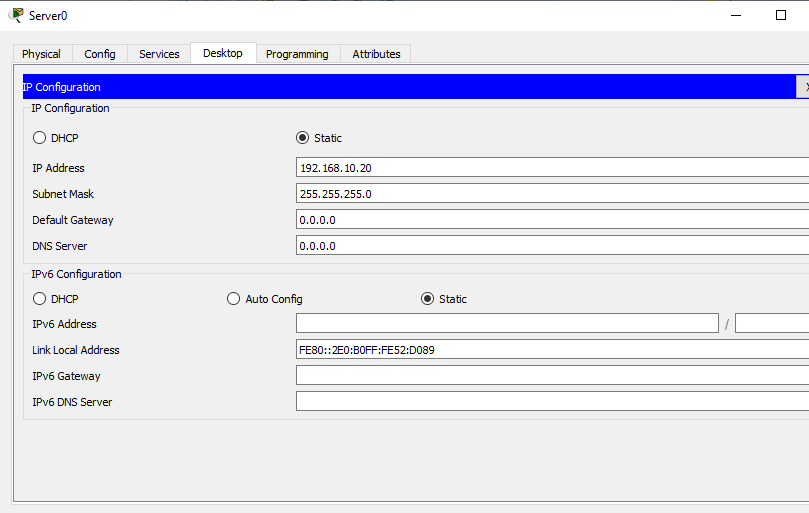 Server0
Physical Config Services Desktop Programming Attributes
IP Configuration X
IP Configuration
DHCP Static
IP Address 192.168.10.20
Subnet Mask 255.255.255.0
Default Gateway 0.0.0.0
DNS Server 0.0.0.0
IPv6 Configuration
DHCP Auto Config Static
IPv6 Address /
Link Local Address FE80::2E0:B0FF:FE52:D089
IPv6 Gateway
IPv6 DNS Server